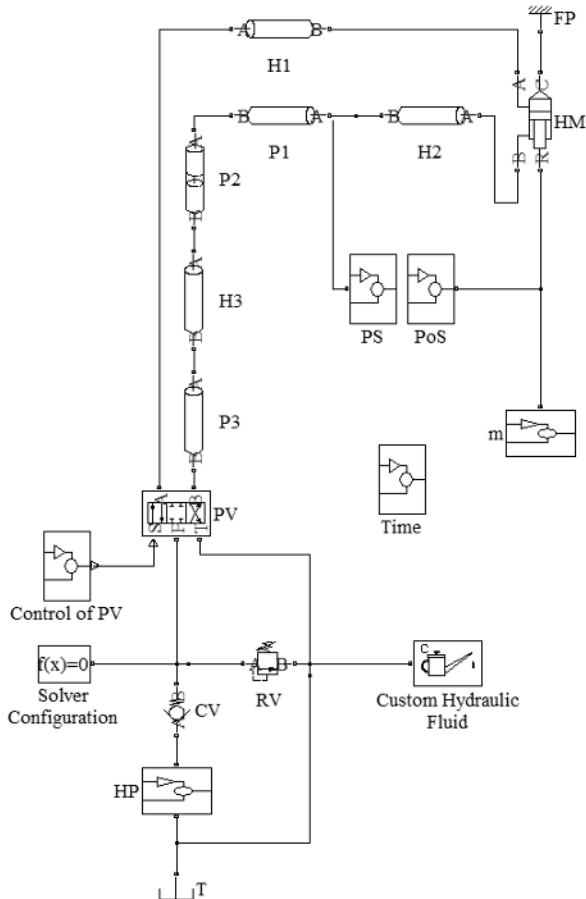 FP
A B
H1
A C
HM
B R
B A
P1
B A
H2
A
P2
B
A
H3
B
PS
PoS
A
P3
B
m
A B
S P T
PV
Time
Control of PV
f(x)=0
Solver
Configuration
A B
RV
C
Custom Hydraulic
Fluid
B
CV
A
HP
T